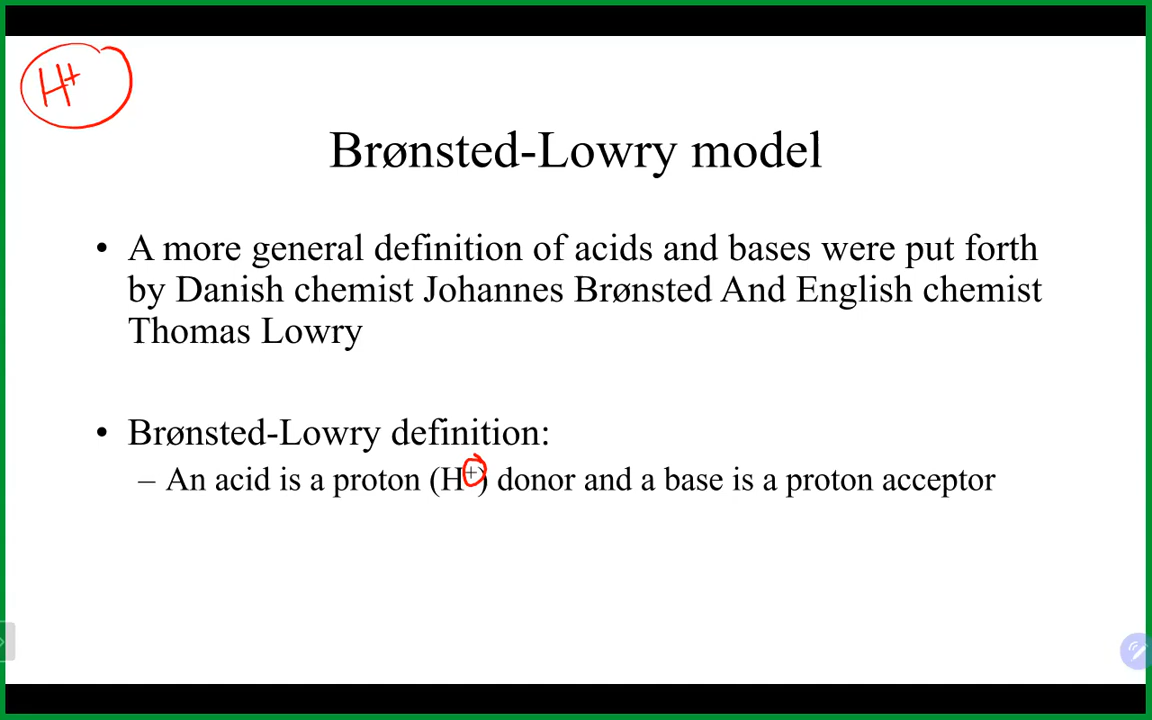 H+
Brønsted-Lowry model
• A more general definition of acids and bases were put forth
by Danish chemist Johannes Brønsted And English chemist
Thomas Lowry
• Brønsted-Lowry definition:
– An acid is a proton (H⁺) donor and a base is a proton acceptor